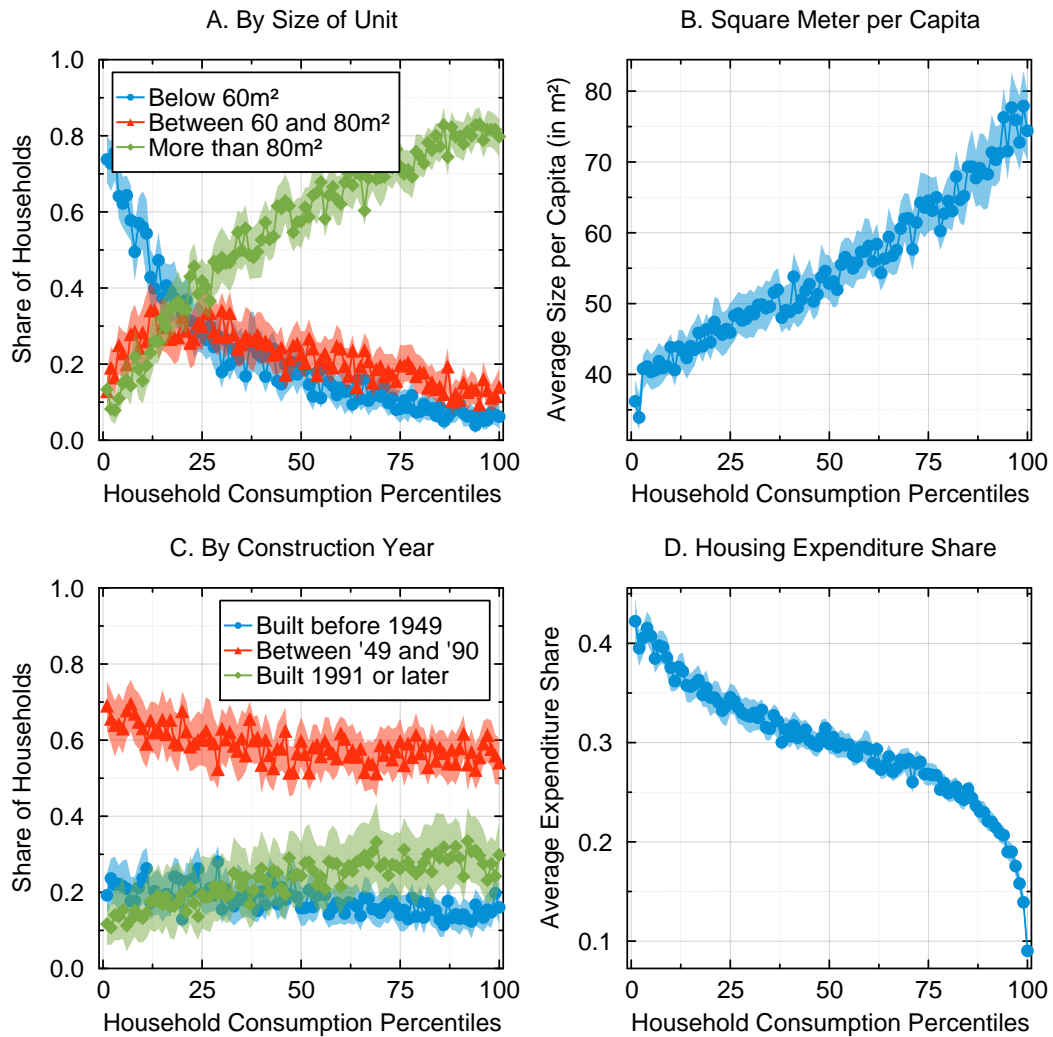 A. By Size of Unit
Share of Households
1.0
0.8
0.6
0.4
0.2
0.0
Below 60m²
Between 60 and 80m²
More than 80m²
0 25 50 75 100
Household Consumption Percentiles
B. Square Meter per Capita
Average Size per Capita (in m²)
80
70
60
50
40
0 25 50 75 100
Household Consumption Percentiles
C. By Construction Year
Share of Households
1.0
0.8
0.6
0.4
0.2
0.0
Built before 1949
Between '49 and '90
Built 1991 or later
0 25 50 75 100
Household Consumption Percentiles
D. Housing Expenditure Share
Average Expenditure Share
0.4
0.3
0.2
0.1
0 25 50 75 100
Household Consumption Percentiles